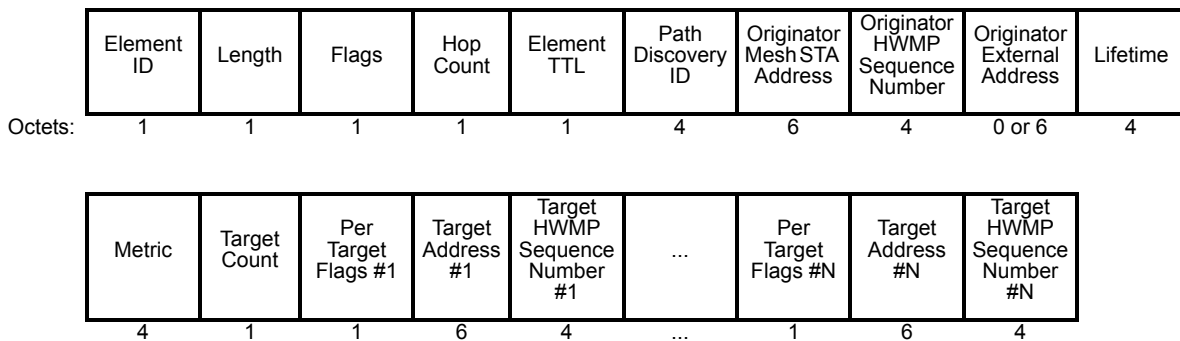 Element ID
Length
Flags
Hop Count
Element TTL
Path Discovery ID
Originator Mesh STA Address
Originator HWMP Sequence Number
Originator External Address
Lifetime
Octets: 1 1 1 1 1 4 6 4 0 or 6 4
Metric
Target Count
Per Target Flags #1
Target Address #1
Target HWMP Sequence Number #1
...
Per Target Flags #N
Target Address #N
Target HWMP Sequence Number #N
4 1 1 6 4 ... 1 6 4